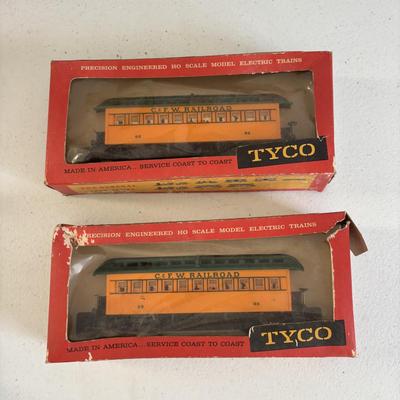 PRECISION ENGINEERED HO SCALE MODEL ELECTRIC TRAINS
C & F. W. RAILROAD
MADE IN AMERICA... SERVICE COAST TO COAST
TYCO
PRECISION ENGINEERED HO SCALE MODEL ELECTRIC TRAINS
C & F. W. RAILROAD
MADE IN AMERICA... SERVICE COAST TO COAST
TYCO